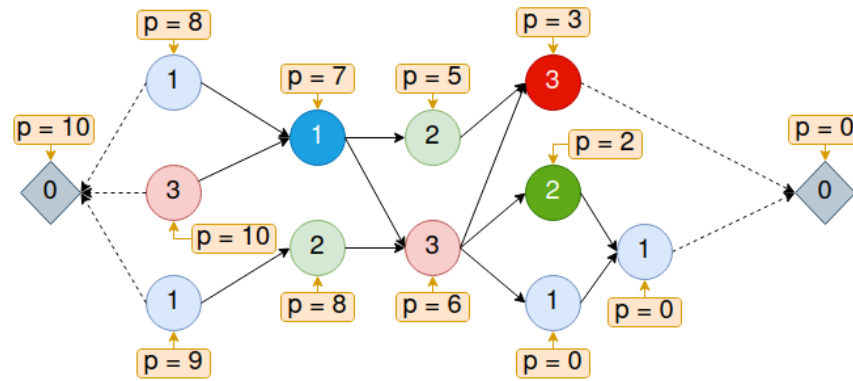 p = 8
1
p = 10
0
3
p = 10
1
p = 9
p = 7
1
2
p = 8
p = 5
2
3
p = 6
p = 3
3
p = 2
2
1
p = 0
1
p = 0
p = 0
0